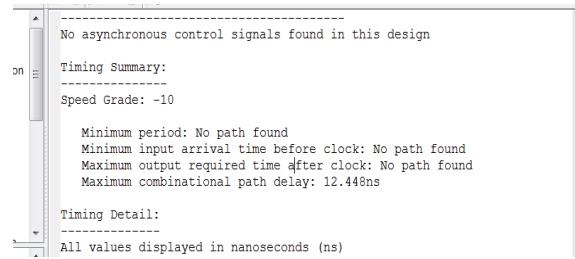 ----------------------------------------
No asynchronous control signals found in this design
on
Timing Summary:
---------------
Speed Grade: -10
Minimum period: No path found
Minimum input arrival time before clock: No path found
Maximum output required time after clock: No path found
Maximum combinational path delay: 12.448ns
Timing Detail:
--------------
All values displayed in nanoseconds (ns)